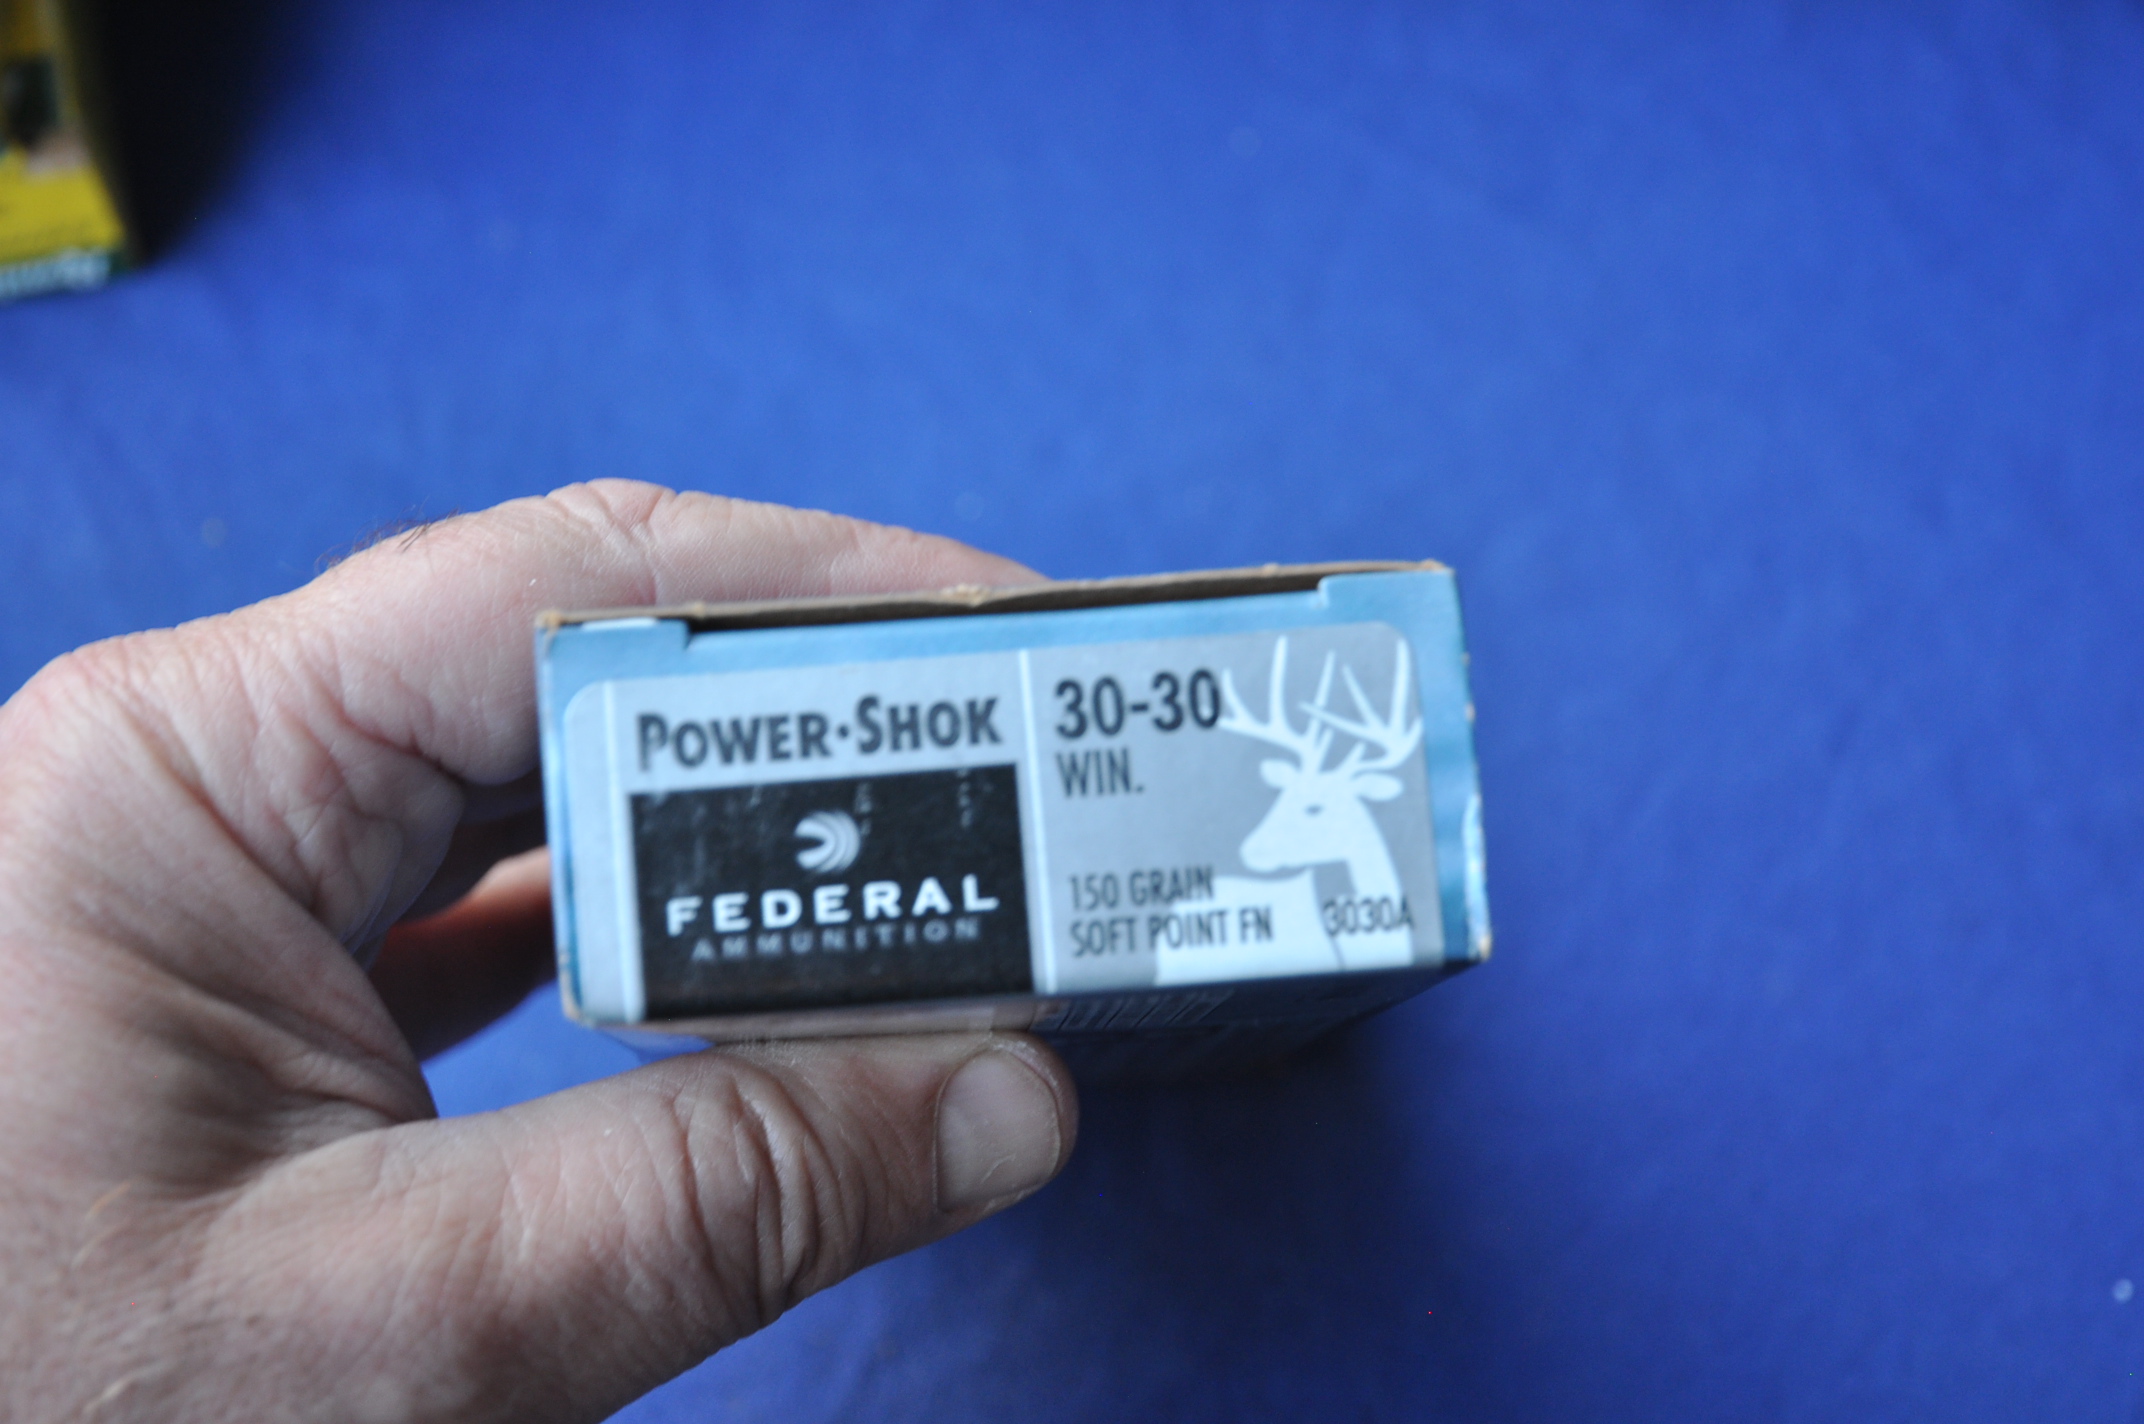 POWER•SHOK
FEDERAL
AMMUNITION
30-30
WIN.
150 GRAIN
SOFT POINT FN
3030A